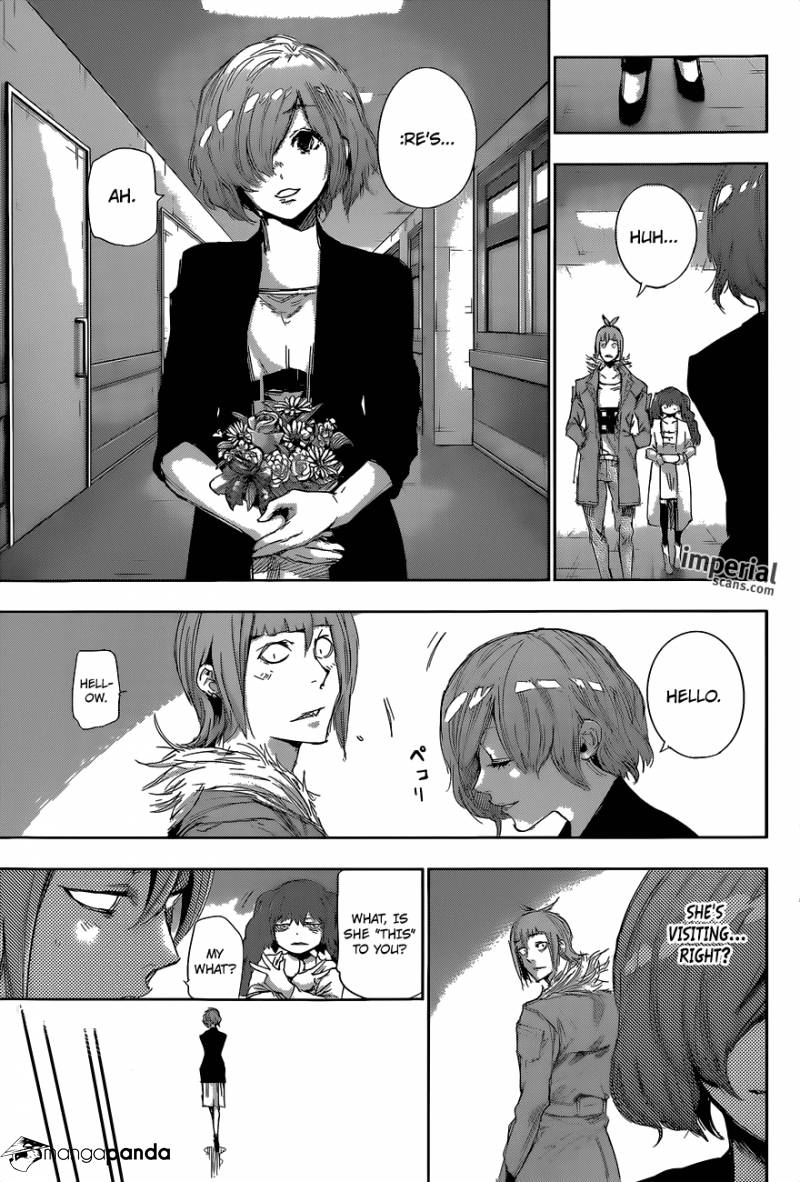 HUH...
:RE'S...
AH.
HELLO.
ペコリ
HELL-
OW.
SHE'S
VISITING...
RIGHT?
WHAT, IS
SHE "THIS"
TO YOU?
MY
WHAT?
imperial
scans.com
mangapanda